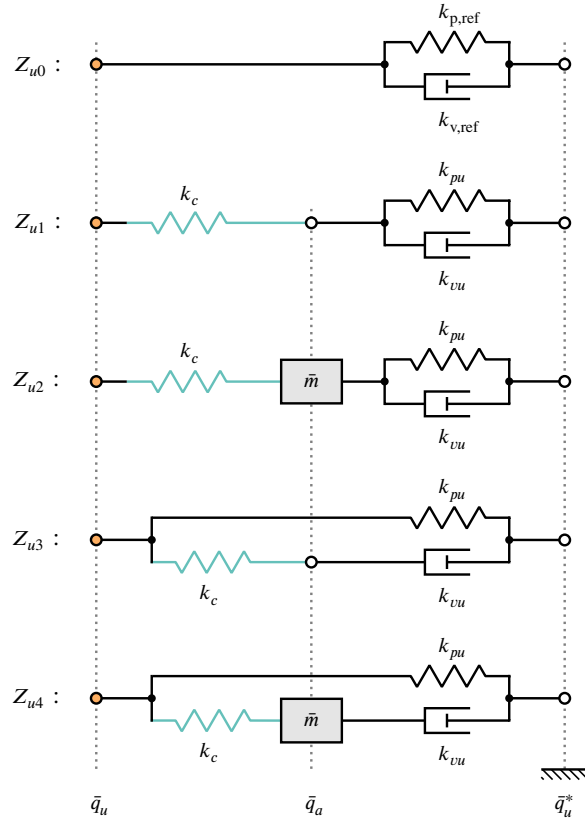 k_{p,ref}
Z_{u0} :
k_{v,ref}
k_{pu}
k_c
Z_{u1} :
k_{vu}
k_{pu}
k_c
Z_{u2} :
m̄
k_{vu}
k_{pu}
Z_{u3} :
k_c
k_{vu}
k_{pu}
Z_{u4} :
m̄
k_c
k_{vu}
q̄_u q̄_a q̄_u^*